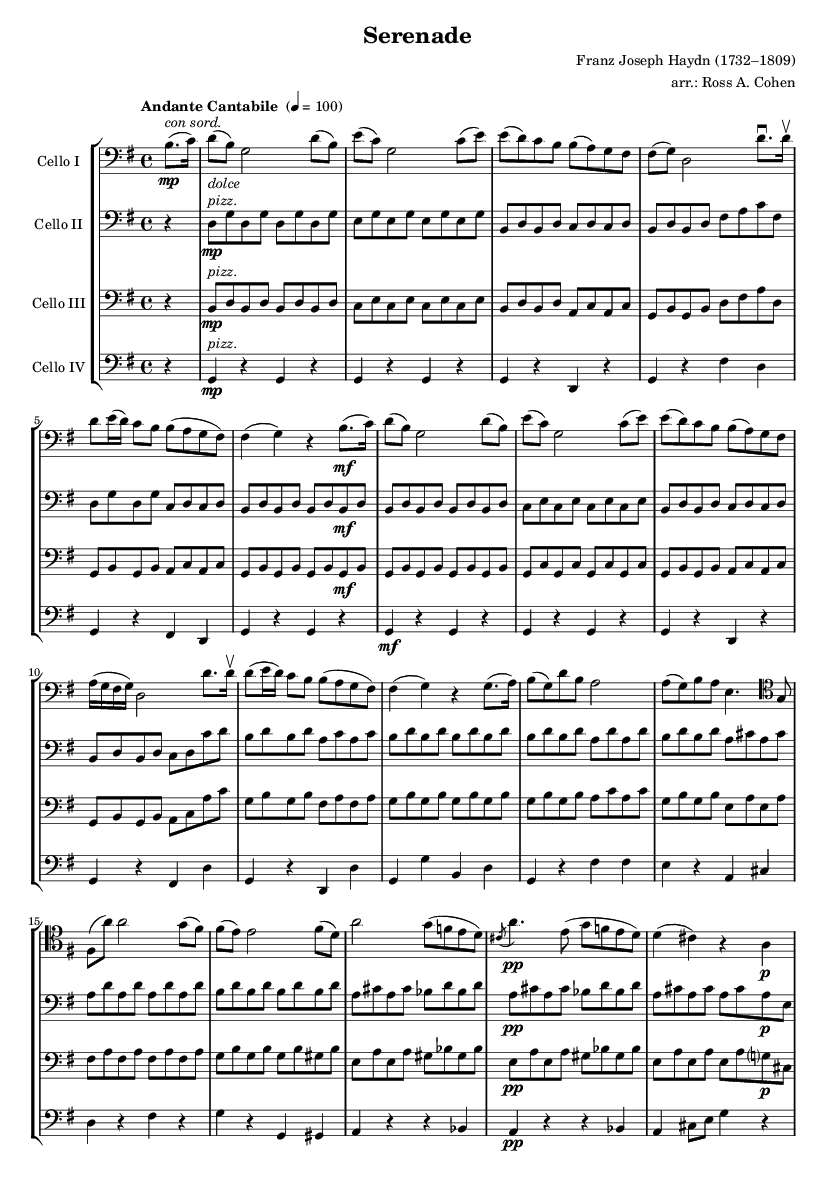 Serenade
Franz Joseph Haydn (1732–1809)
arr.: Ross A. Cohen
Andante Cantabile (♩ = 100)
con sord.
Cello I
mp
dolce
pizz.
Cello II
mp
pizz.
Cello III
mp
pizz.
Cello IV
mp
5
mf
mf
mf
mf
10
15
pp
p
pp
p
pp
p
pp